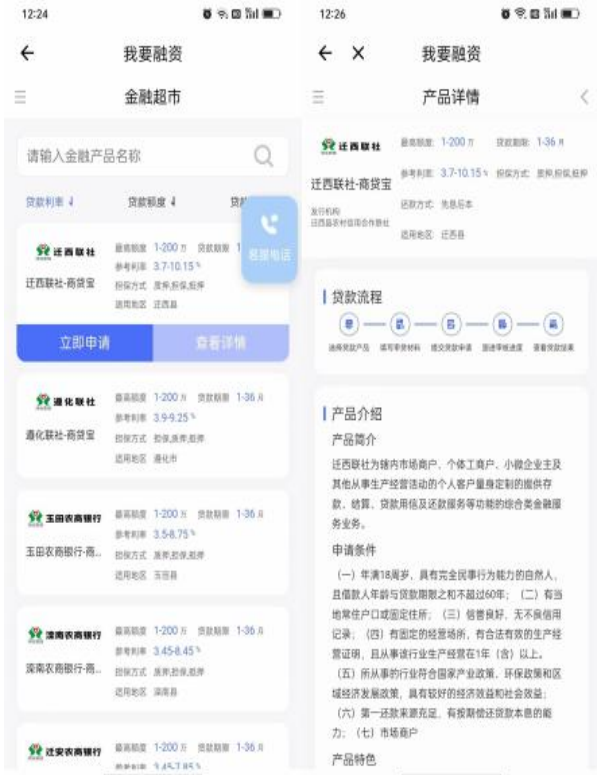 12:24
我要融资
金融超市
请输入金融产品名称
贷款利率
贷款额度
客服电话
迁西联社
最高额度 1-200 万 贷款期限 1
参考利率 3.7-10.15 %
迁西联社-商贷宝
担保方式 质押,担保,抵押
适用地区 迁西县
立即申请
查看详情
遵化联社
最高额度 1-200 万 贷款期限 1-36 月
参考利率 3.9-9.25 %
遵化联社-商贷宝
担保方式 担保,质押,抵押
适用地区 遵化市
玉田农商银行
最高额度 1-200 万 贷款期限 1-36 月
参考利率 3.5-8.75 %
玉田农商银行-商...
担保方式 质押,担保,抵押
适用地区 玉田县
滦南农商银行
最高额度 1-200 万 贷款期限 1-36 月
参考利率 3.45-8.45 %
滦南农商银行-商...
担保方式 质押,担保,抵押
适用地区 滦南县
迁安农商银行
最高额度 1-200 万 贷款期限 1-36 月
参考利率 3.45-7.85 %
12:26
我要融资
产品详情
迁西联社
最高额度: 1-200 万 贷款期限: 1-36 月
迁西联社-商贷宝
参考利率: 3.7-10.15 % 担保方式: 质押,担保,抵押
发行机构:
迁西县农村信用合作联社
还款方式: 先息后本
适用地区: 迁西县
贷款流程
选择贷款产品 填写审贷材料 提交贷款申请 跟进审核进度 查看贷款结果
产品介绍
产品简介
迁西联社为辖内市场商户、个体工商户、小微企业主及
其他从事生产经营活动的个人客户量身定制的提供存
款、结算、贷款用信及还款服务等功能的综合类金融服
务业务。
申请条件
（一）年满18周岁，具有完全民事行为能力的自然人，
且借款人年龄与贷款期限之和不超过60年；（二）有当
地常住户口或固定住所；（三）信誉良好，无不良信用
记录；（四）有固定的经营场所，有合法有效的生产经
营证明，且从事该行业生产经营在1年（含）以上。
（五）所从事的行业符合国家产业政策、环保政策和区
域经济发展政策，具有较好的经济效益和社会效益；
（六）第一还款来源充足，有按期偿还贷款本息的能
力；（七）市场商户
产品特色